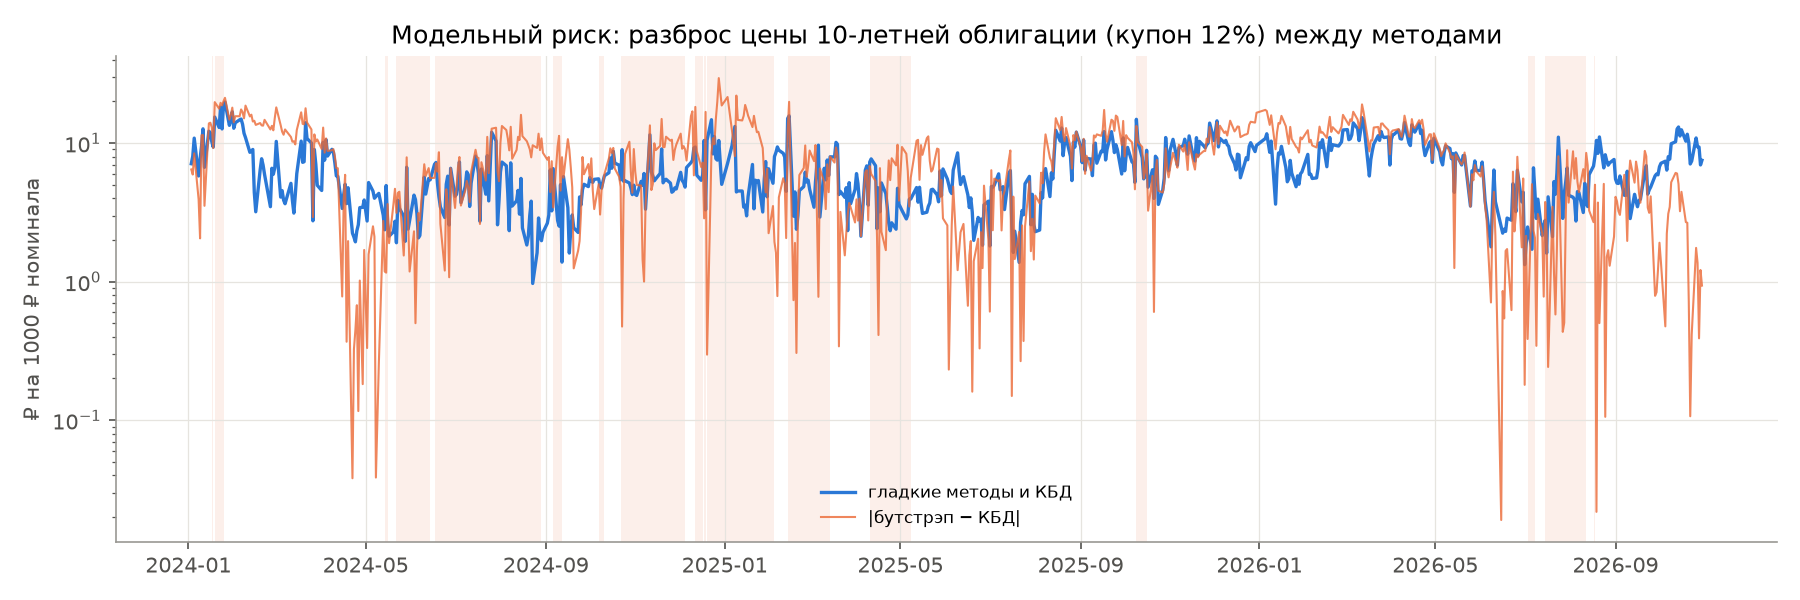 Модельный риск: разброс цены 10-летней облигации (купон 12%) между методами
₽ на 1000 ₽ номинала
10¹
10⁰
10⁻¹
гладкие методы и КБД
|бутстрэп − КБД|
2024-01 2024-05 2024-09 2025-01 2025-05 2025-09 2026-01 2026-05 2026-09